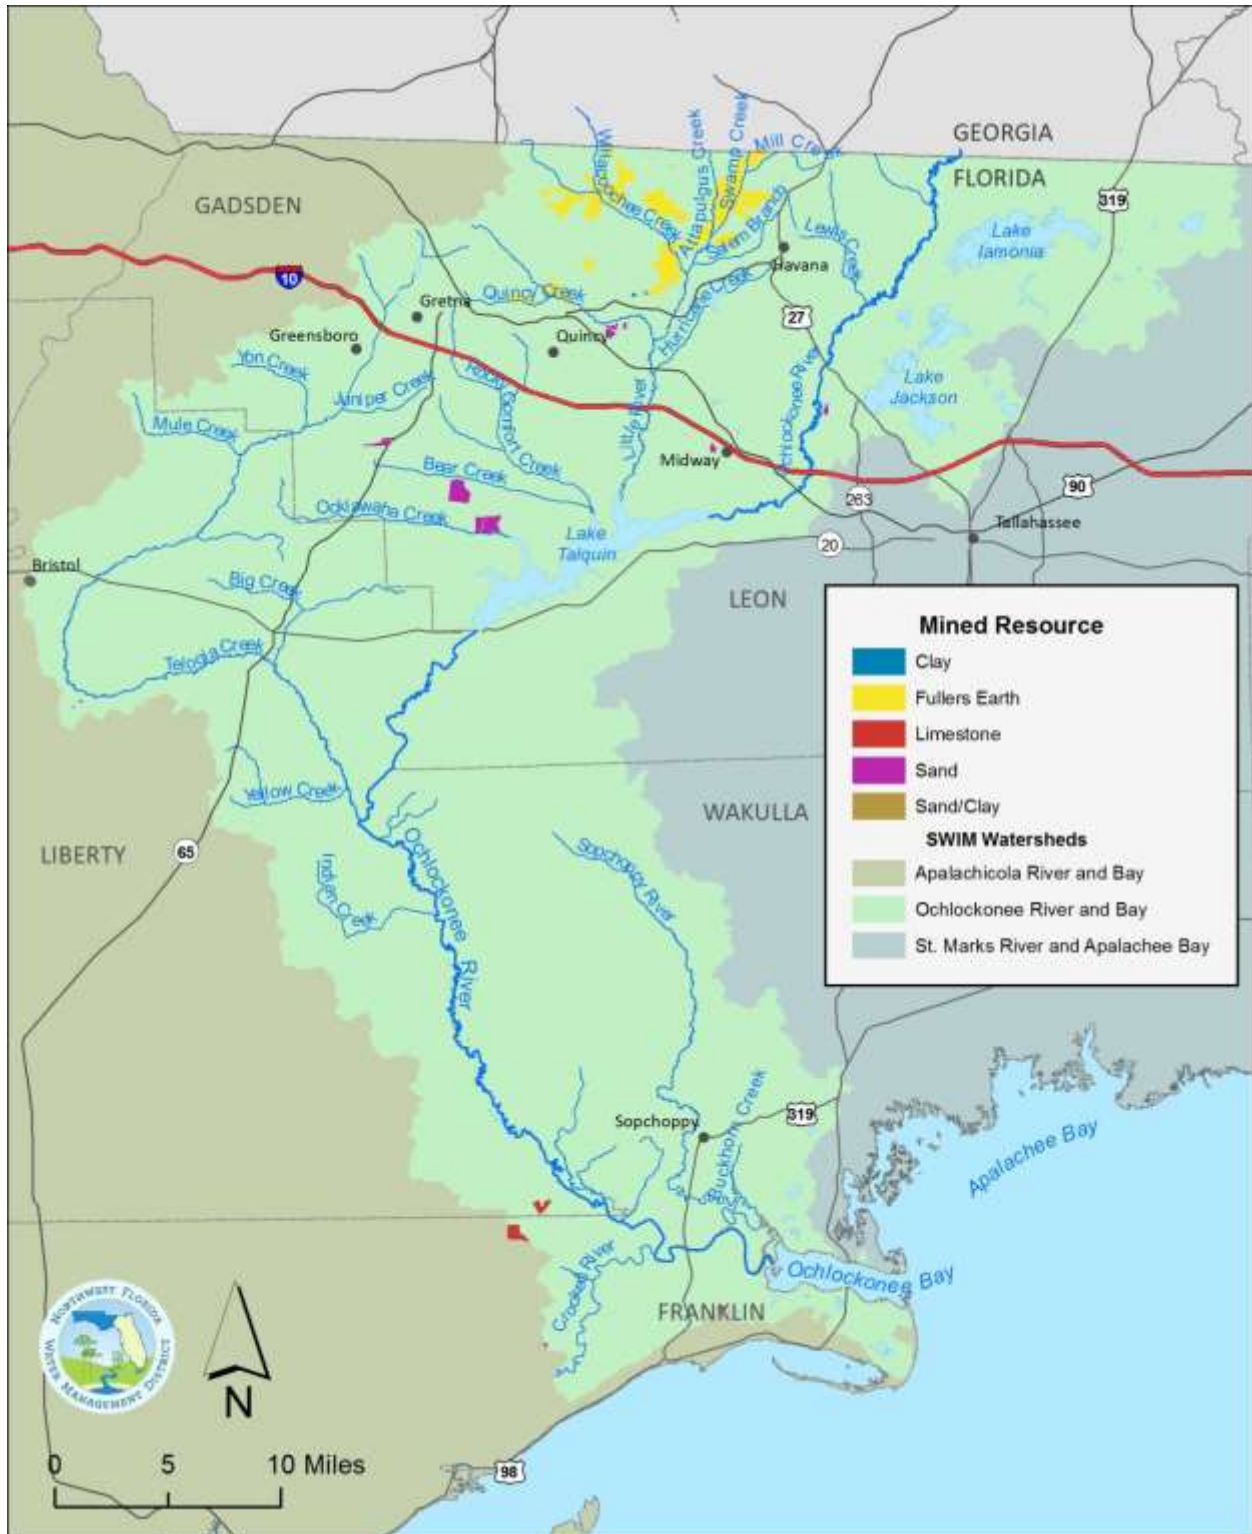 GEORGIA
FLORIDA
Willacoochee Creek
Attapulgus Creek
Swamp Creek
Mill Creek
319
GADSDEN
Lake
Iamonia
Salem Branch
Lewis Creek
Havana
10
Quincy Creek
Hurricane Creek
Gretna
27
Greensboro
Quincy
Yon Creek
Rocky Comfort Creek
Juniper Creek
Little River
Ochlockonee River
Lake
Jackson
Mule Creek
Midway
Bear Creek
90
263
Ocklawaha Creek
Tallahassee
Lake
Talquin
20
Bristol
Big Creek
LEON
Telogia Creek
Mined Resource
Clay
Fullers Earth
Limestone
Sand
Sand/Clay
SWIM Watersheds
Apalachicola River and Bay
Ochlockonee River and Bay
St. Marks River and Apalachee Bay
Yellow Creek
WAKULLA
LIBERTY
65
Ochlockonee
River
Sopchoppy River
Indian Creek
Sopchoppy
Buckhorn Creek
319
Apalachee Bay
Crooked River
Ochlockonee Bay
FRANKLIN
NORTHWEST FLORIDA
WATER MANAGEMENT DISTRICT
N
0 5 10 Miles
98